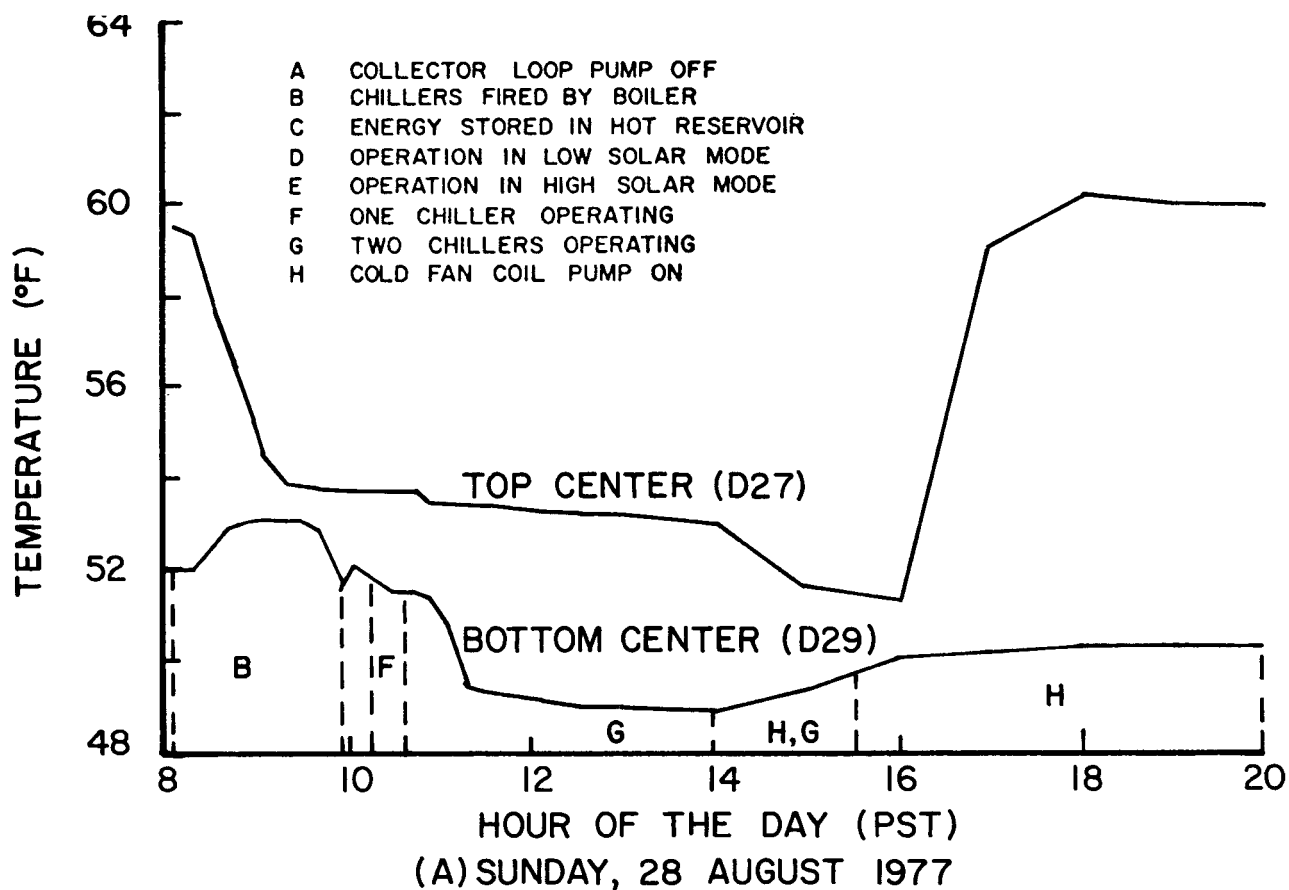 64
A COLLECTOR LOOP PUMP OFF
B CHILLERS FIRED BY BOILER
C ENERGY STORED IN HOT RESERVOIR
D OPERATION IN LOW SOLAR MODE
E OPERATION IN HIGH SOLAR MODE
F ONE CHILLER OPERATING
G TWO CHILLERS OPERATING
H COLD FAN COIL PUMP ON
60
56
52
48
TEMPERATURE (°F)
TOP CENTER (D27)
BOTTOM CENTER (D29)
B
F
G
H,G
H
8 10 12 14 16 18 20
HOUR OF THE DAY (PST)
(A) SUNDAY, 28 AUGUST 1977